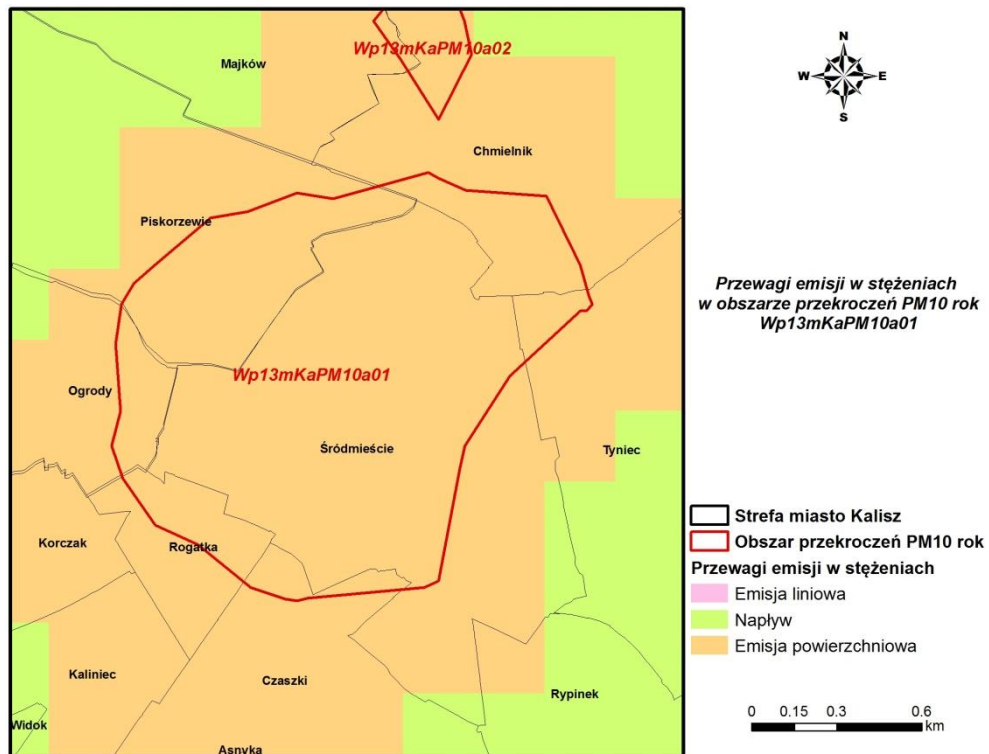 Wp13mKaPM10a02
Majków
Chmielnik
Piskorzewie
Wp13mKaPM10a01
Ogrody
Śródmieście
Tyniec
Korczak
Rogatka
Kaliniec
Czaszki
Rypinek
Widok
Asnyka
N
W
E
S
Przewagi emisji w stężeniach
w obszarze przekroczeń PM10 rok
Wp13mKaPM10a01
Strefa miasto Kalisz
Obszar przekroczeń PM10 rok
Przewagi emisji w stężeniach
Emisja liniowa
Napływ
Emisja powierzchniowa
0 0.15 0.3 0.6
km